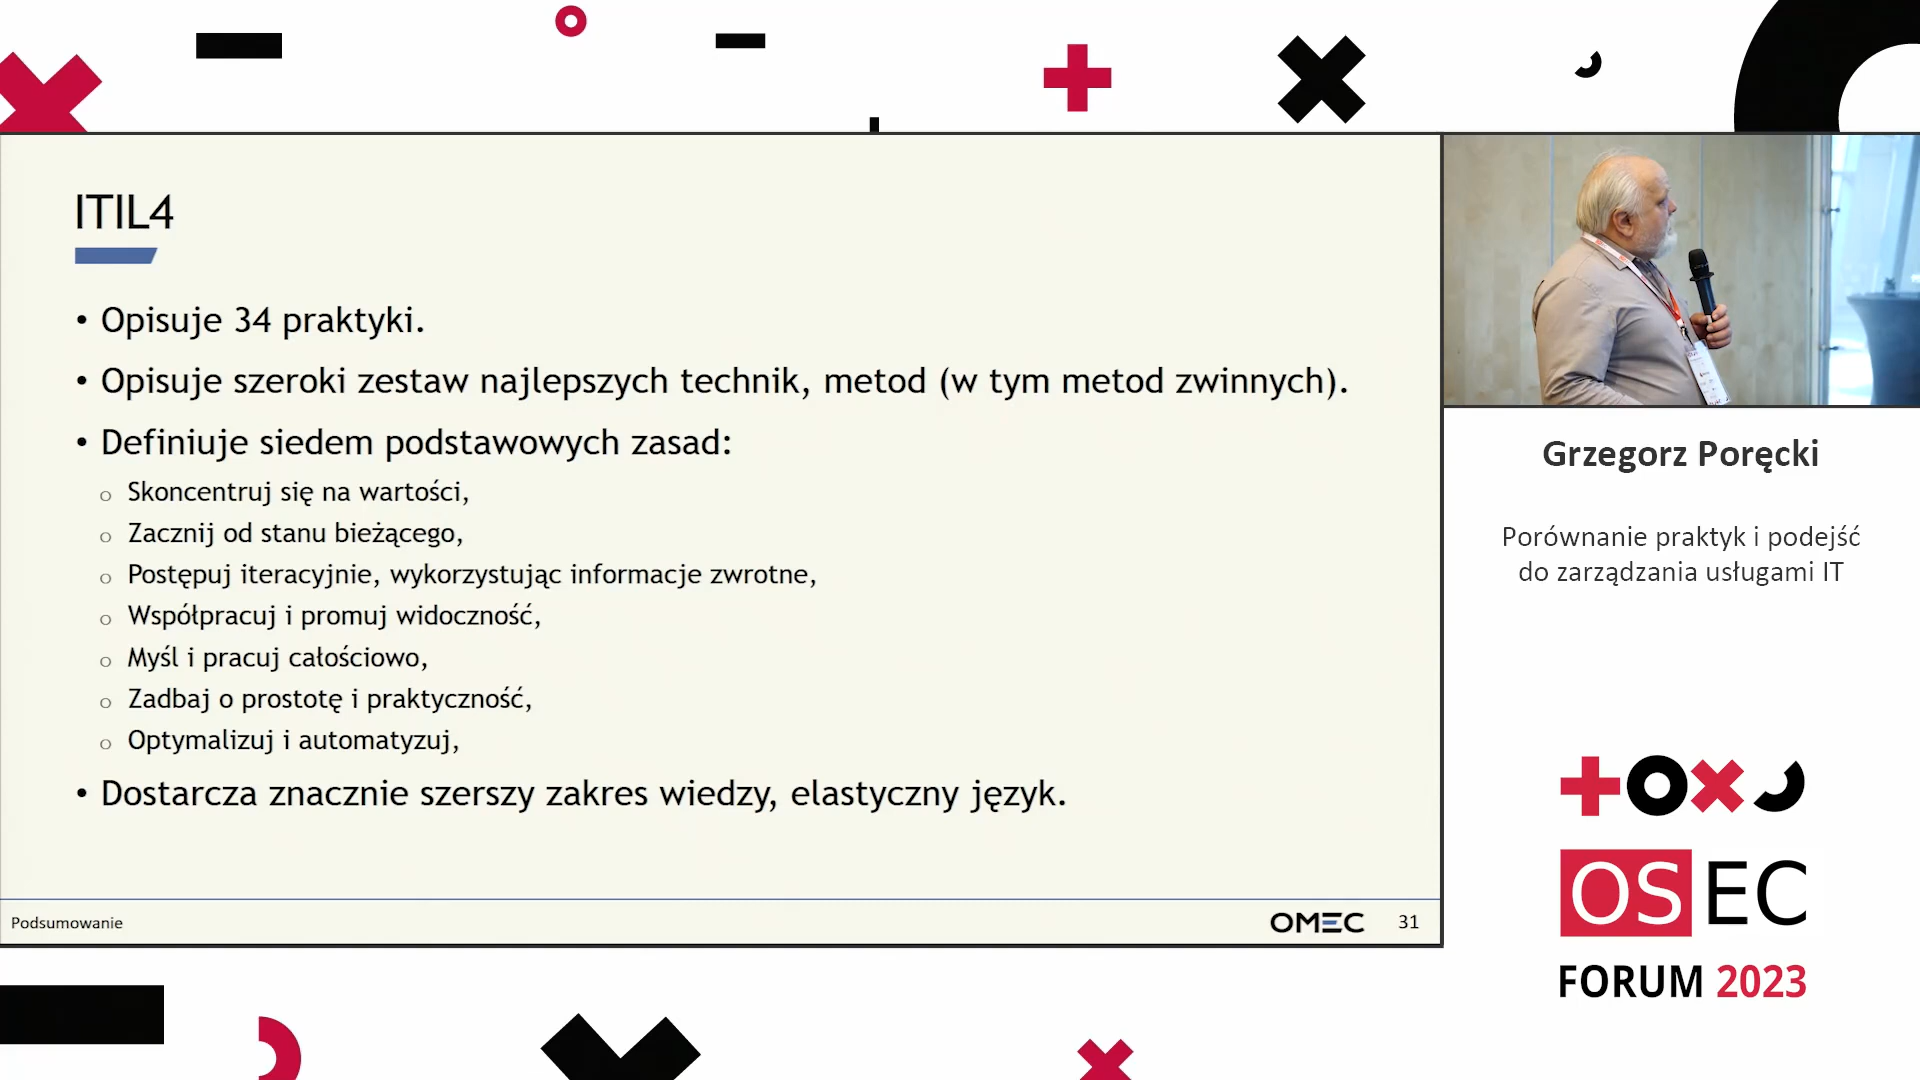 ITIL4
• Opisuje 34 praktyki.
• Opisuje szeroki zestaw najlepszych technik, metod (w tym metod zwinnych).
• Definiuje siedem podstawowych zasad:
o Skoncentruj się na wartości,
o Zacznij od stanu bieżącego,
o Postępuj iteracyjnie, wykorzystując informacje zwrotne,
o Współpracuj i promuj widoczność,
o Myśl i pracuj całościowo,
o Zadbaj o prostotę i praktyczność,
o Optymalizuj i automatyzuj,
• Dostarcza znacznie szerszy zakres wiedzy, elastyczny język.
Podsumowanie
OMEC
31
Grzegorz Poręcki
Porównanie praktyk i podejść
do zarządzania usługami IT
OSEC
FORUM 2023